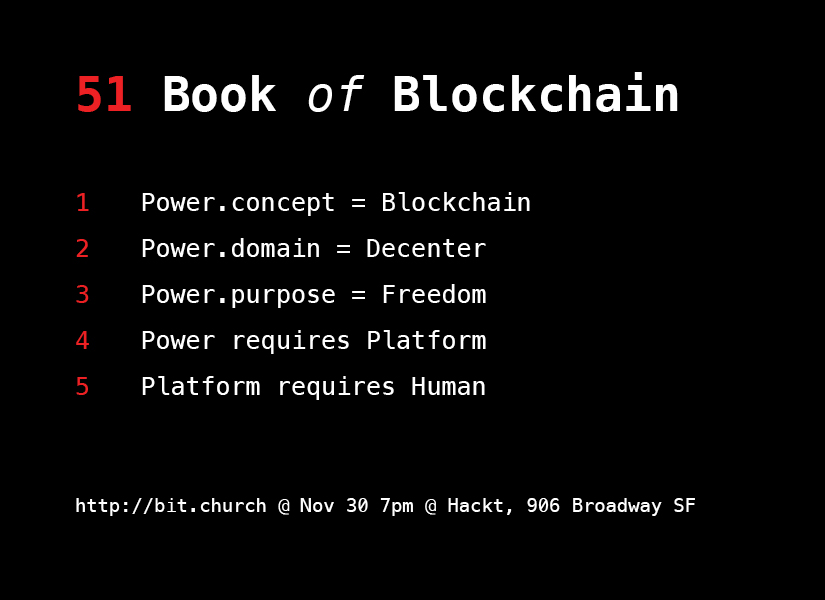 51 Book of Blockchain
1 Power.concept = Blockchain
2 Power.domain = Decenter
3 Power.purpose = Freedom
4 Power requires Platform
5 Platform requires Human
http://bit.church @ Nov 30 7pm @ Hackt, 906 Broadway SF